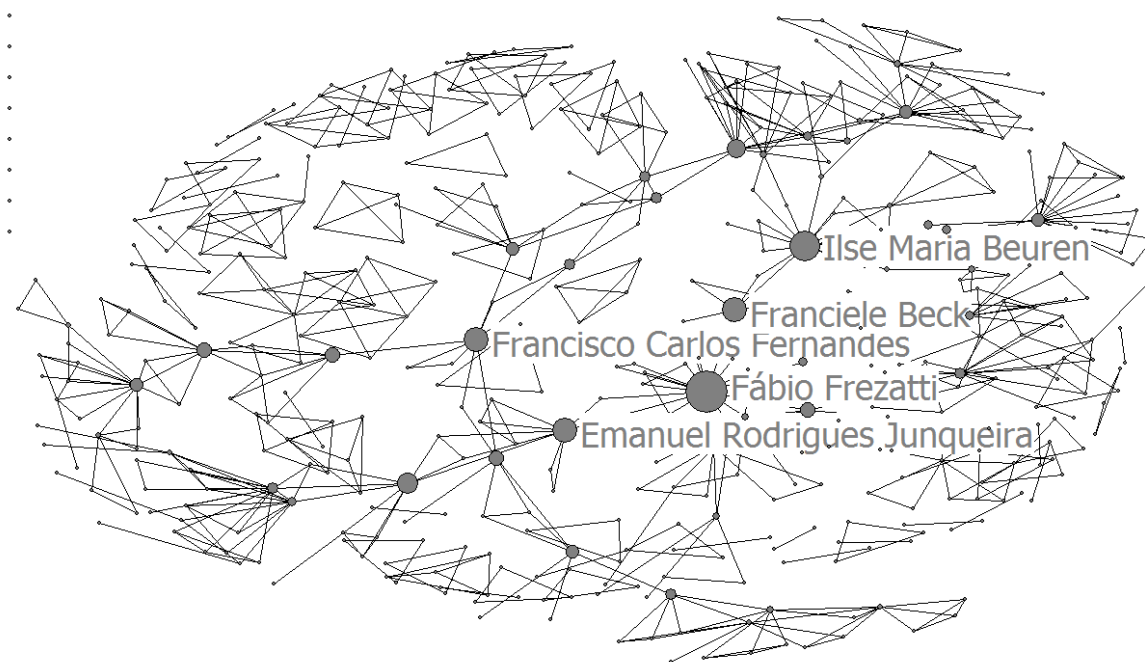 Ilse Maria Beuren
Franciele Beck
Francisco Carlos Fernandes
Fábio Frezatti
Emanuel Rodrigues Junqueira